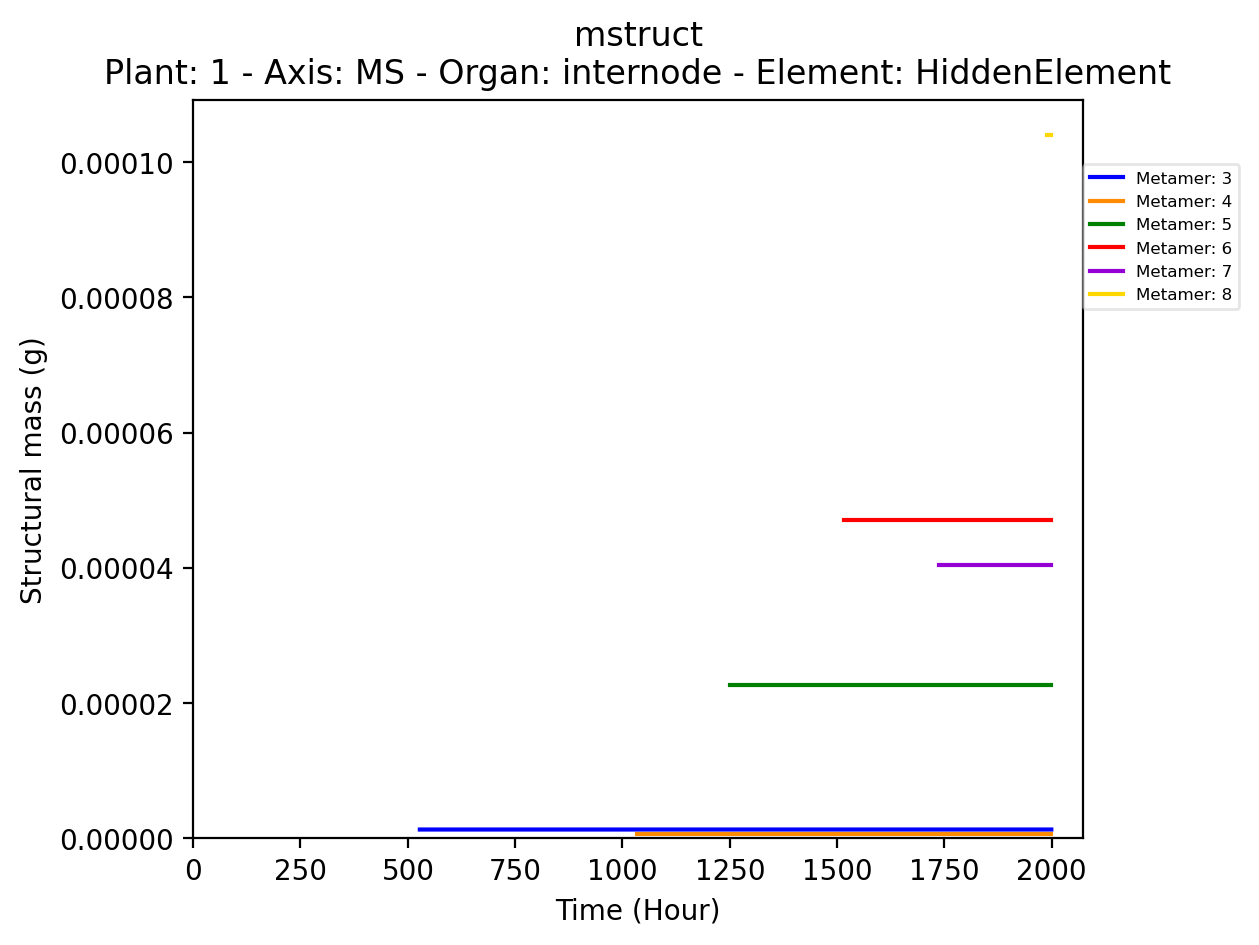 mstruct
Plant: 1 - Axis: MS - Organ: internode - Element: HiddenElement
0.00010
0.00008
0.00006
0.00004
0.00002
0.00000
Structural mass (g)
0 250 500 750 1000 1250 1500 1750 2000
Time (Hour)
Metamer: 3
Metamer: 4
Metamer: 5
Metamer: 6
Metamer: 7
Metamer: 8